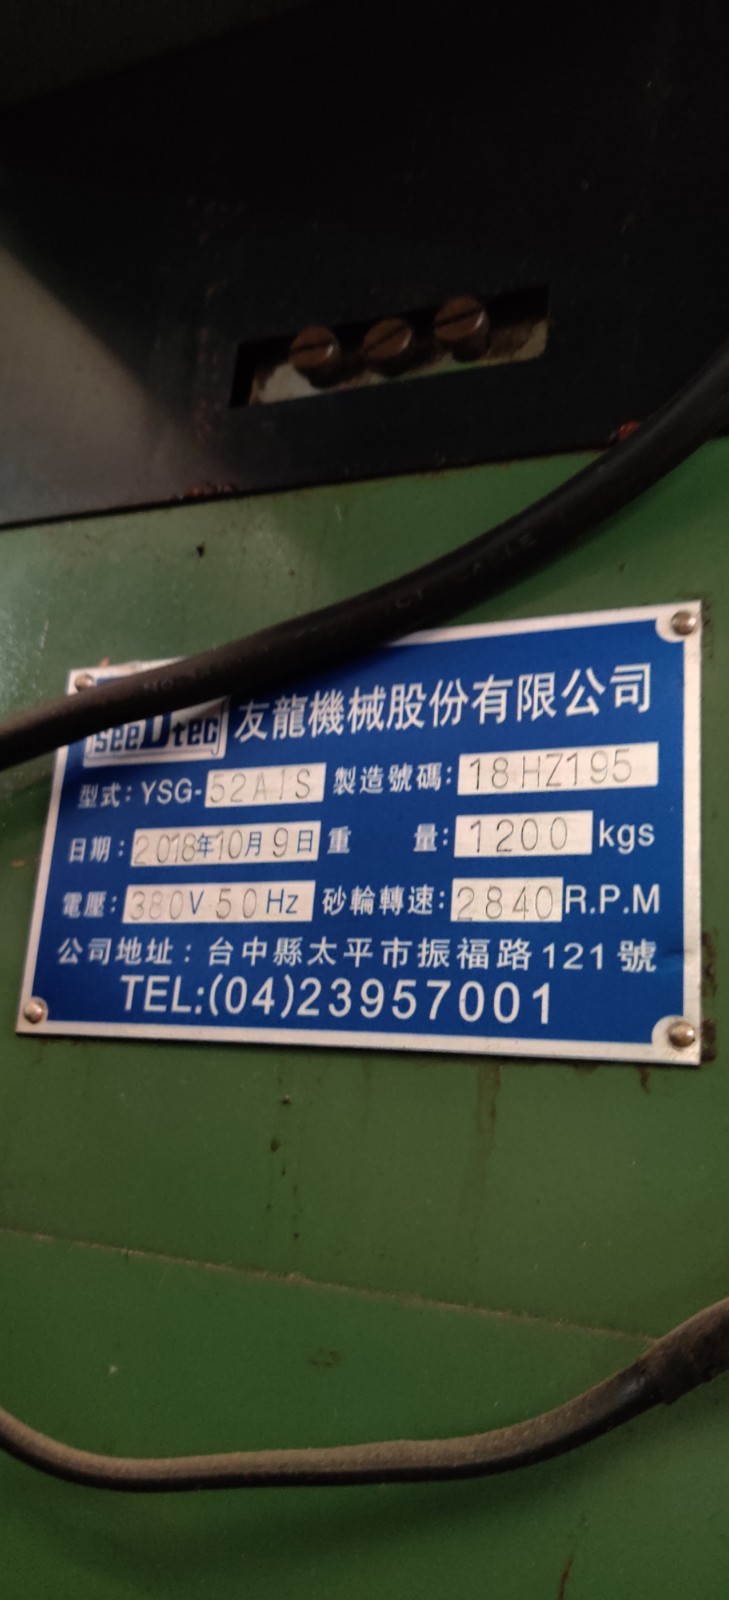 seeDtec 友龍機械股份有限公司
型式: YSG-52A1S 製造號碼: 18HZ195
日期: 2018年10月9日 重 量: 1200 kgs
電壓: 380V 50Hz 砂輪轉速: 2840 R.P.M
公司地址: 台中縣太平市振福路121號
TEL:(04)23957001